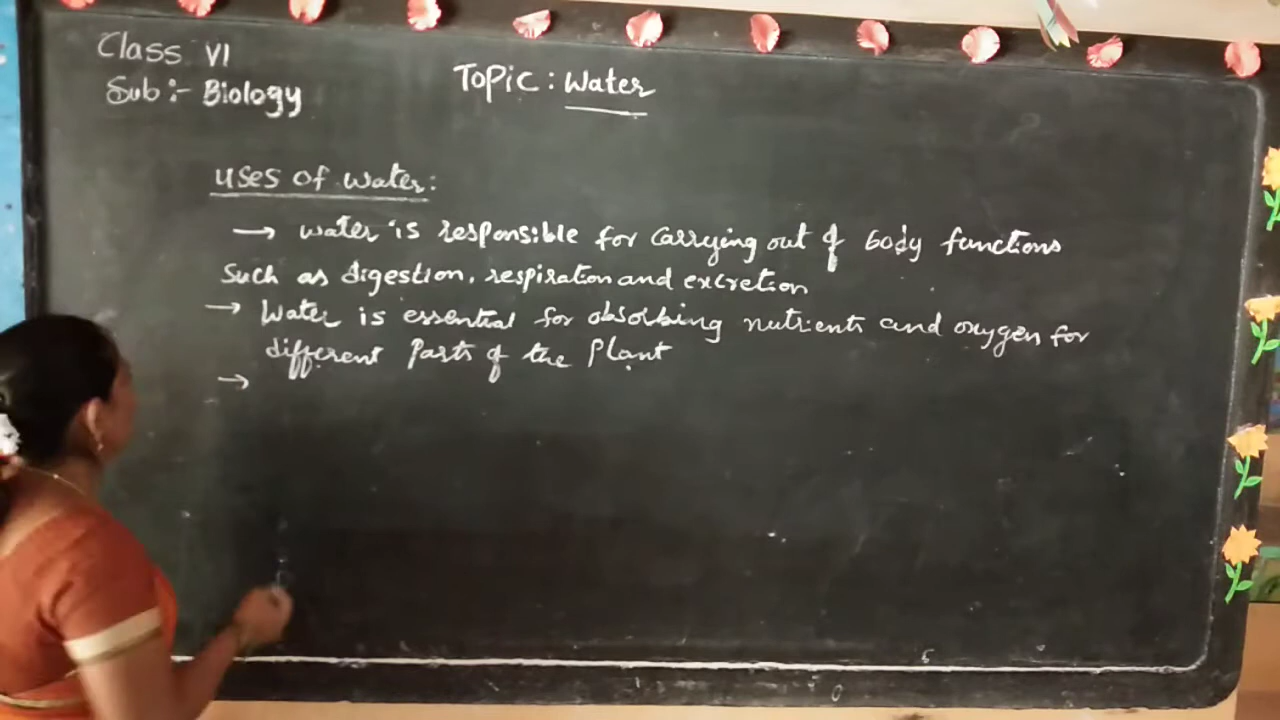 Class VI
Sub :- Biology
Topic : Water
uses of water:
→ water is responsible for carrying out of body functions
Such as digestion, respiration and excretion
→ Water is essential for absorbing nutrients and oxygen for
different Parts of the Plant
→